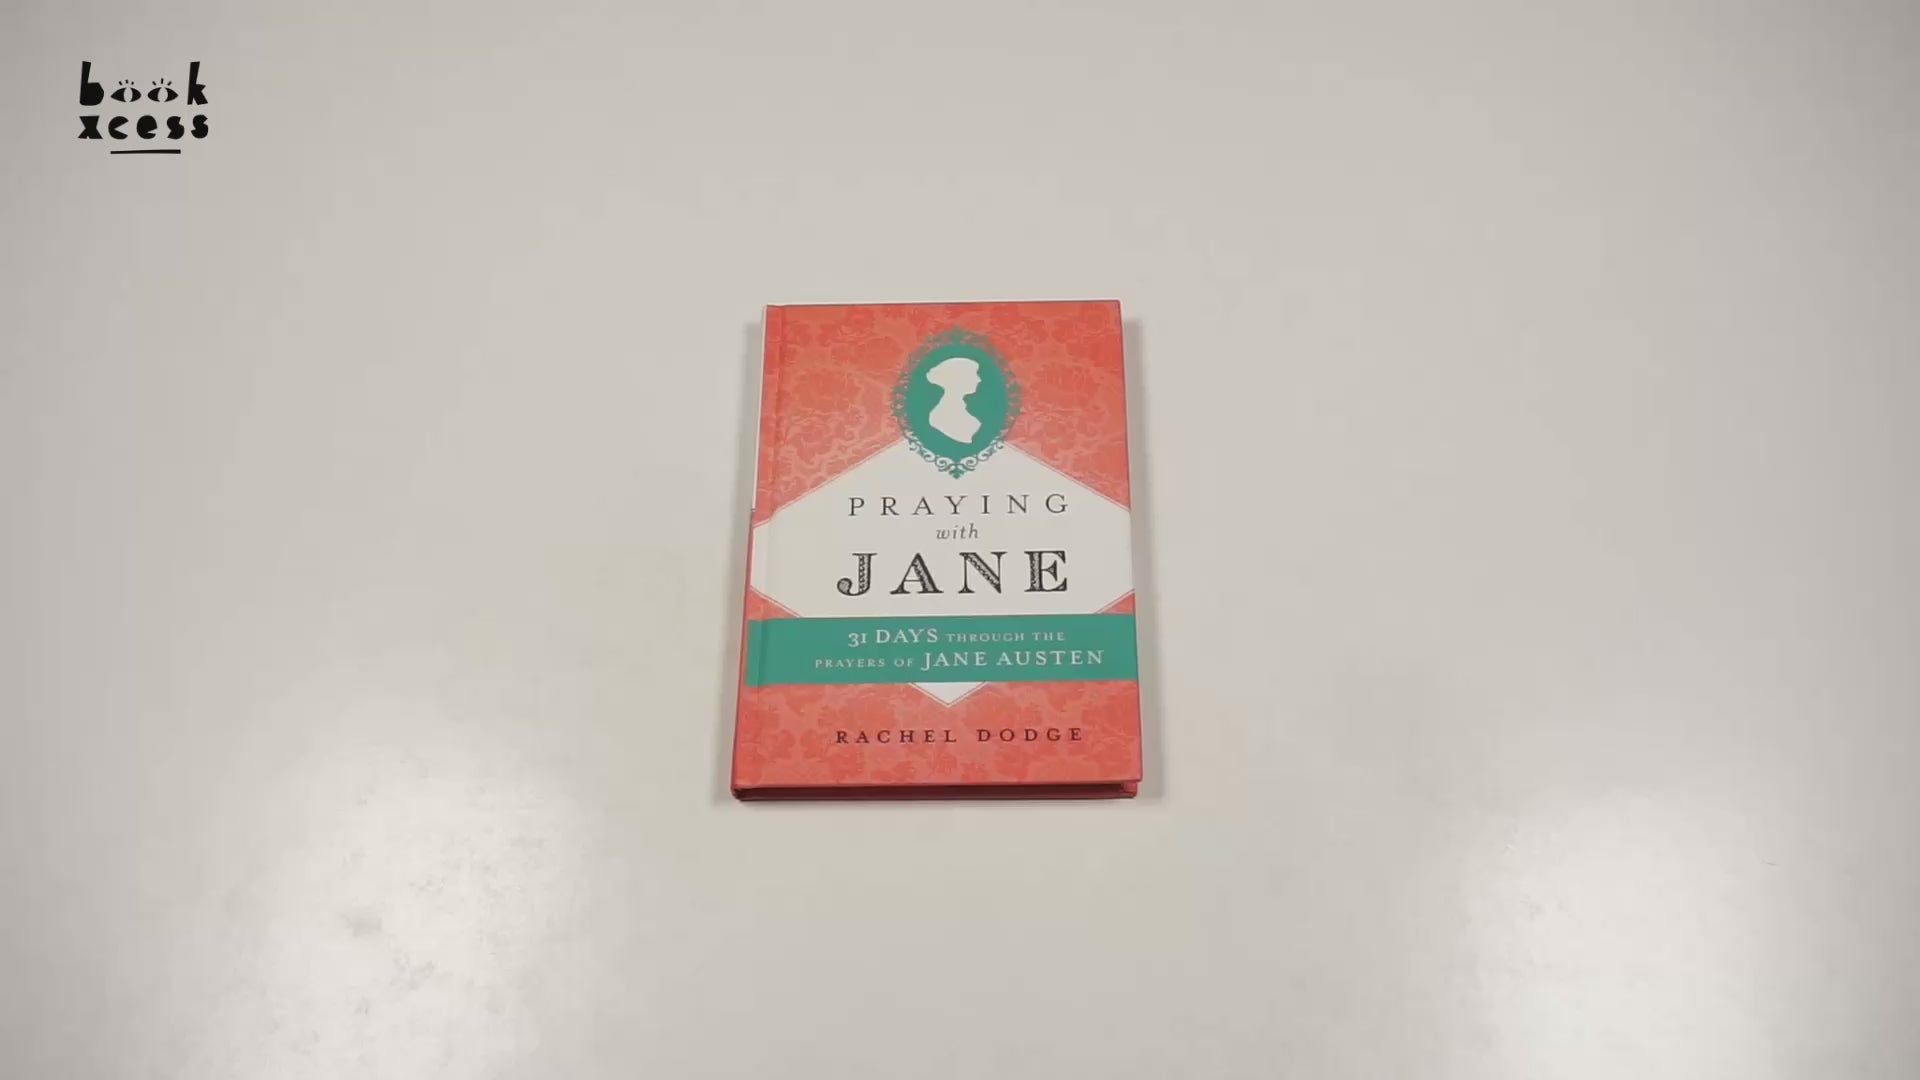 book
xcess
PRAYING
with
JANE
31 DAYS THROUGH THE
PRAYERS OF JANE AUSTEN
RACHEL DODGE